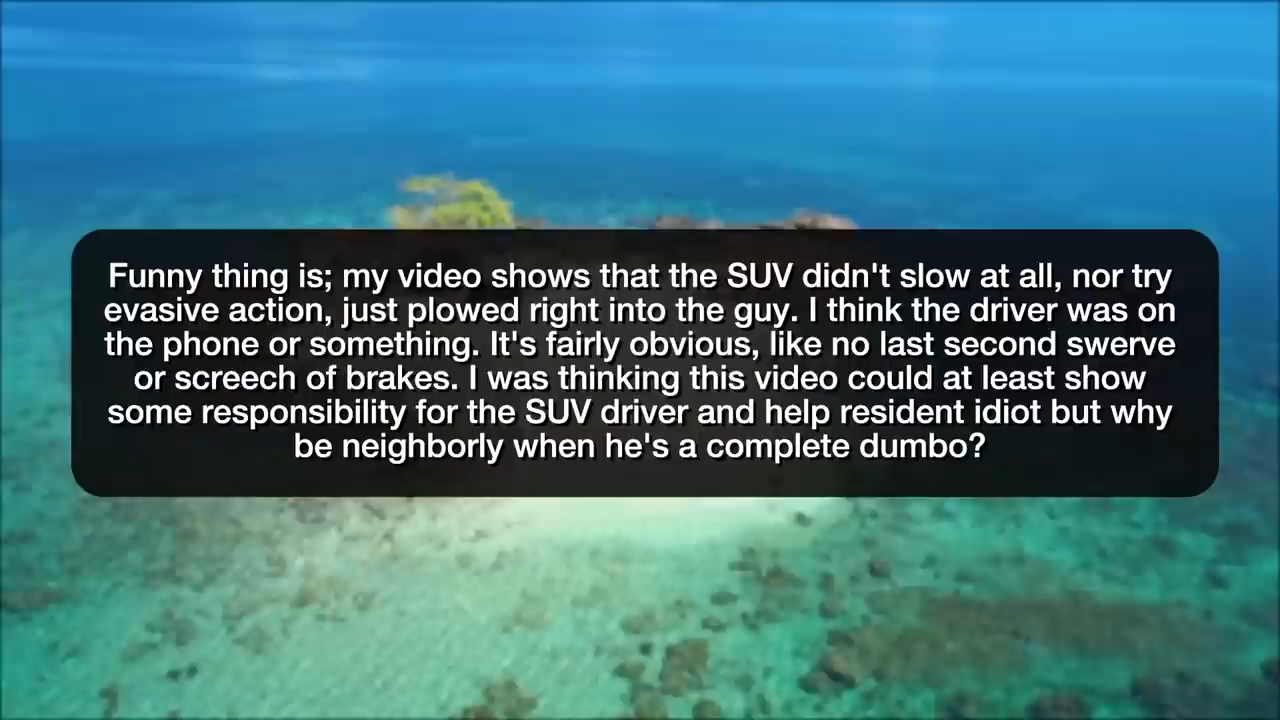 Funny thing is; my video shows that the SUV didn't slow at all, nor try
evasive action, just plowed right into the guy. I think the driver was on
the phone or something. It's fairly obvious, like no last second swerve
or screech of brakes. I was thinking this video could at least show
some responsibility for the SUV driver and help resident idiot but why
be neighborly when he's a complete dumbo?